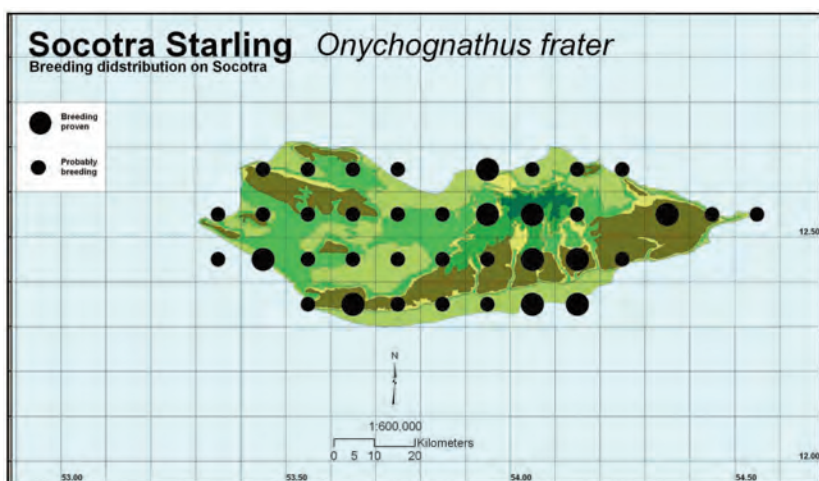 Socotra Starling Onychognathus frater
Breeding didstribution on Socotra
Breeding
proven
Probably
breeding
12.50
N
1:600,000
Kilometers
0 5 10 20
12.00
53.00 53.50 54.00 54.50